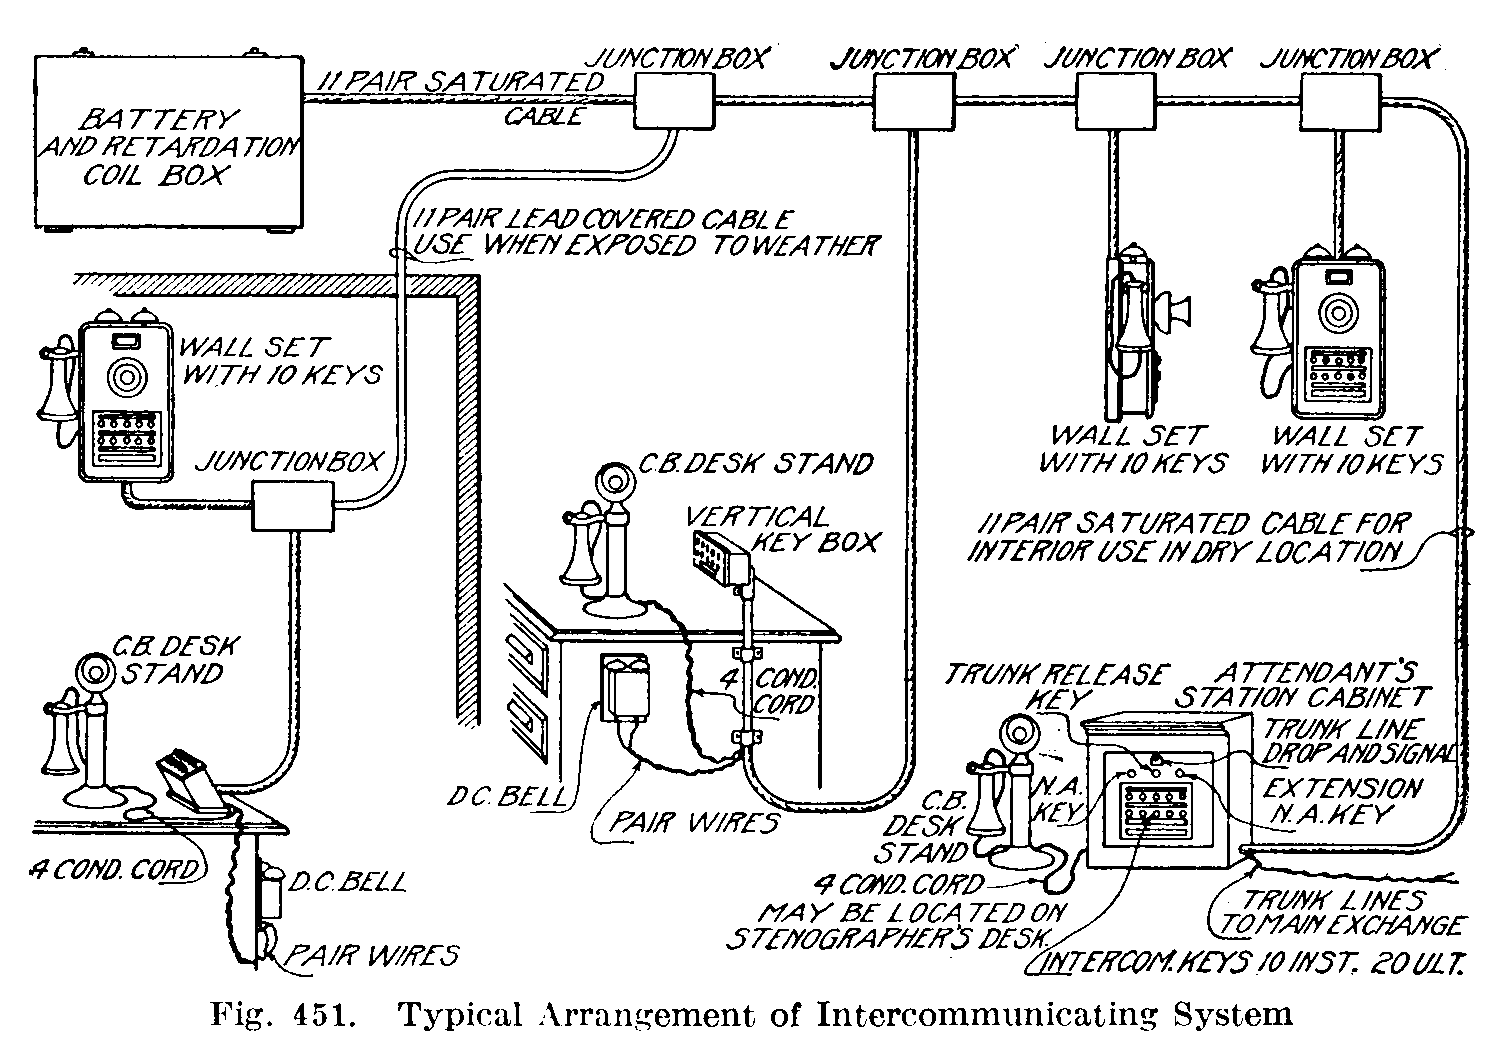 JUNCTION BOX
JUNCTION BOX
JUNCTION BOX
JUNCTION BOX
11 PAIR SATURATED
CABLE
BATTERY
AND RETARDATION
COIL BOX
11 PAIR LEAD COVERED CABLE
USE WHEN EXPOSED TO WEATHER
WALL SET
WITH 10 KEYS
JUNCTION BOX
WALL SET
WITH 10 KEYS
WALL SET
WITH 10 KEYS
C.B. DESK STAND
VERTICAL
KEY BOX
11 PAIR SATURATED CABLE FOR
INTERIOR USE IN DRY LOCATION
C.B. DESK
STAND
4 COND. CORD
D.C. BELL
PAIR WIRES
4 COND.
CORD
D.C. BELL
PAIR WIRES
TRUNK RELEASE
KEY
ATTENDANT'S
STATION CABINET
TRUNK LINE
DROP AND SIGNAL
N.A.
KEY
EXTENSION
N.A. KEY
C.B.
DESK
STAND
4 COND. CORD
MAY BE LOCATED ON
STENOGRAPHER'S DESK.
TRUNK LINES
TO MAIN EXCHANGE
INTERCOM. KEYS 10 INST. 20 ULT.
Fig. 451. Typical Arrangement of Intercommunicating System